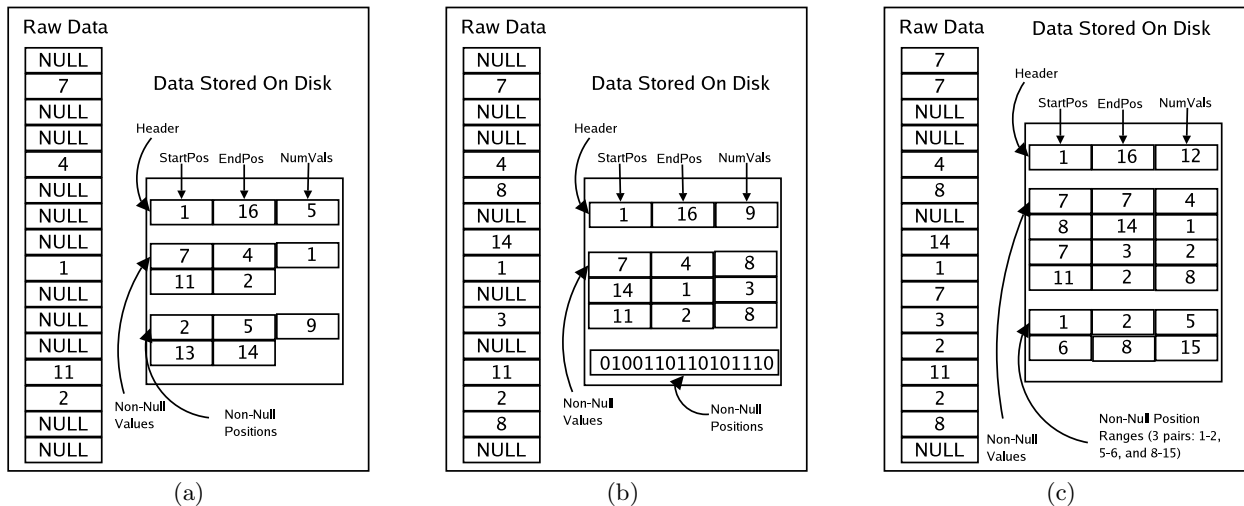 Raw Data
NULL
7
NULL
NULL
4
NULL
NULL
NULL
1
NULL
NULL
NULL
11
2
NULL
NULL
Data Stored On Disk
Header
StartPos EndPos NumVals
1 16 5
7 4 1
11 2
2 5 9
13 14
Non-Null
Values
Non-Null
Positions
(a)
Raw Data
NULL
7
NULL
NULL
4
8
NULL
14
1
NULL
3
NULL
11
2
8
NULL
Data Stored On Disk
Header
StartPos EndPos NumVals
1 16 9
7 4 8
14 1 3
11 2 8
0100110110101110
Non-Null
Values
Non-Null
Positions
(b)
Raw Data
7
7
NULL
NULL
4
8
NULL
14
1
7
3
2
11
2
8
NULL
Data Stored On Disk
Header
StartPos EndPos NumVals
1 16 12
7 7 4
8 14 1
7 3 2
11 2 8
1 2 5
6 8 15
Non-Null
Values
Non-Null Position
Ranges (3 pairs: 1-2,
5-6, and 8-15)
(c)